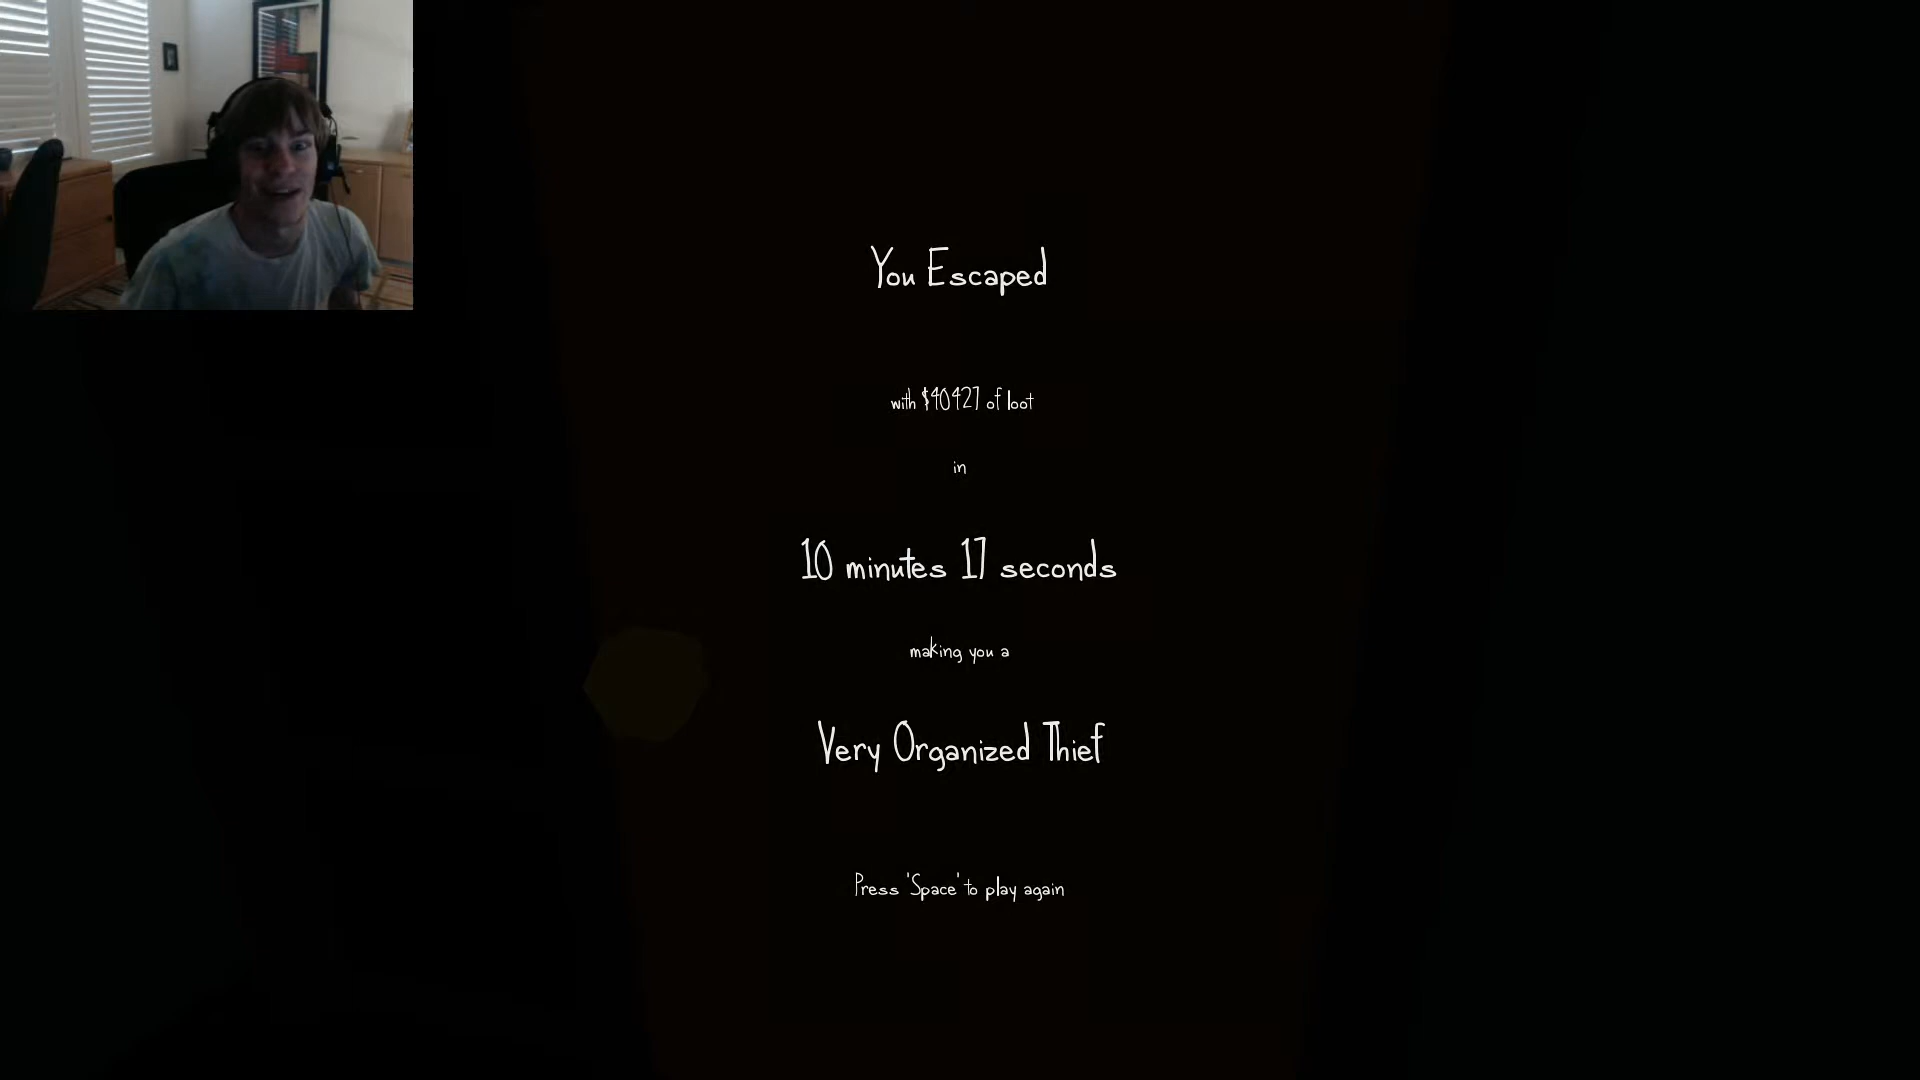 You Escaped
with $40427 of loot
in
10 minutes 17 seconds
making you a
Very Organized Thief
Press 'Space' to play again